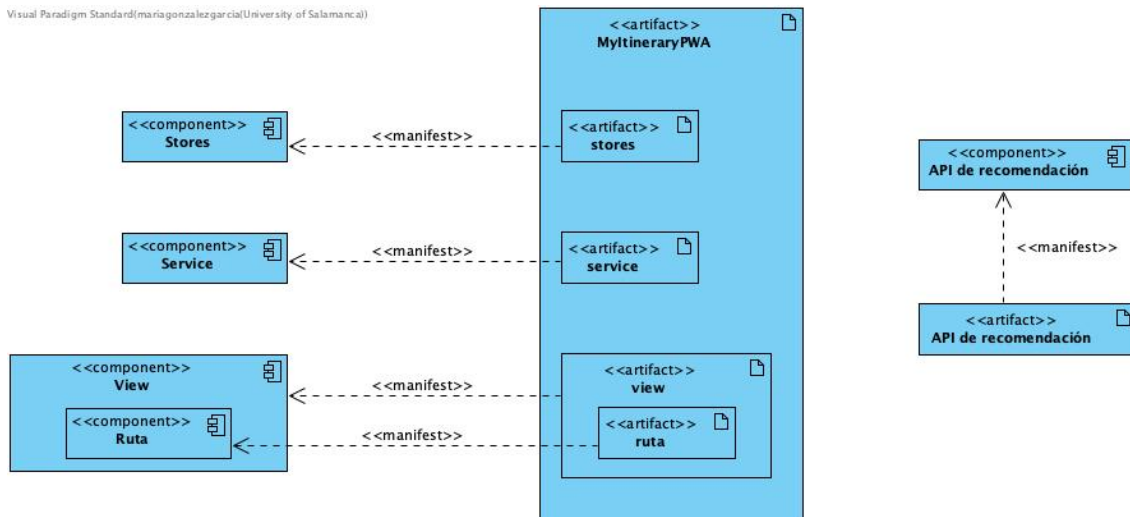 Visual Paradigm Standard(mariagonzalezgarcia(University of Salamanca))
<<artifact>>
MyItineraryPWA
<<component>>
Stores
<<manifest>>
<<artifact>>
stores
<<component>>
Service
<<manifest>>
<<artifact>>
service
<<component>>
View
<<manifest>>
<<artifact>>
view
<<component>>
Ruta
<<manifest>>
<<artifact>>
ruta
<<component>>
API de recomendación
<<manifest>>
<<artifact>>
API de recomendación